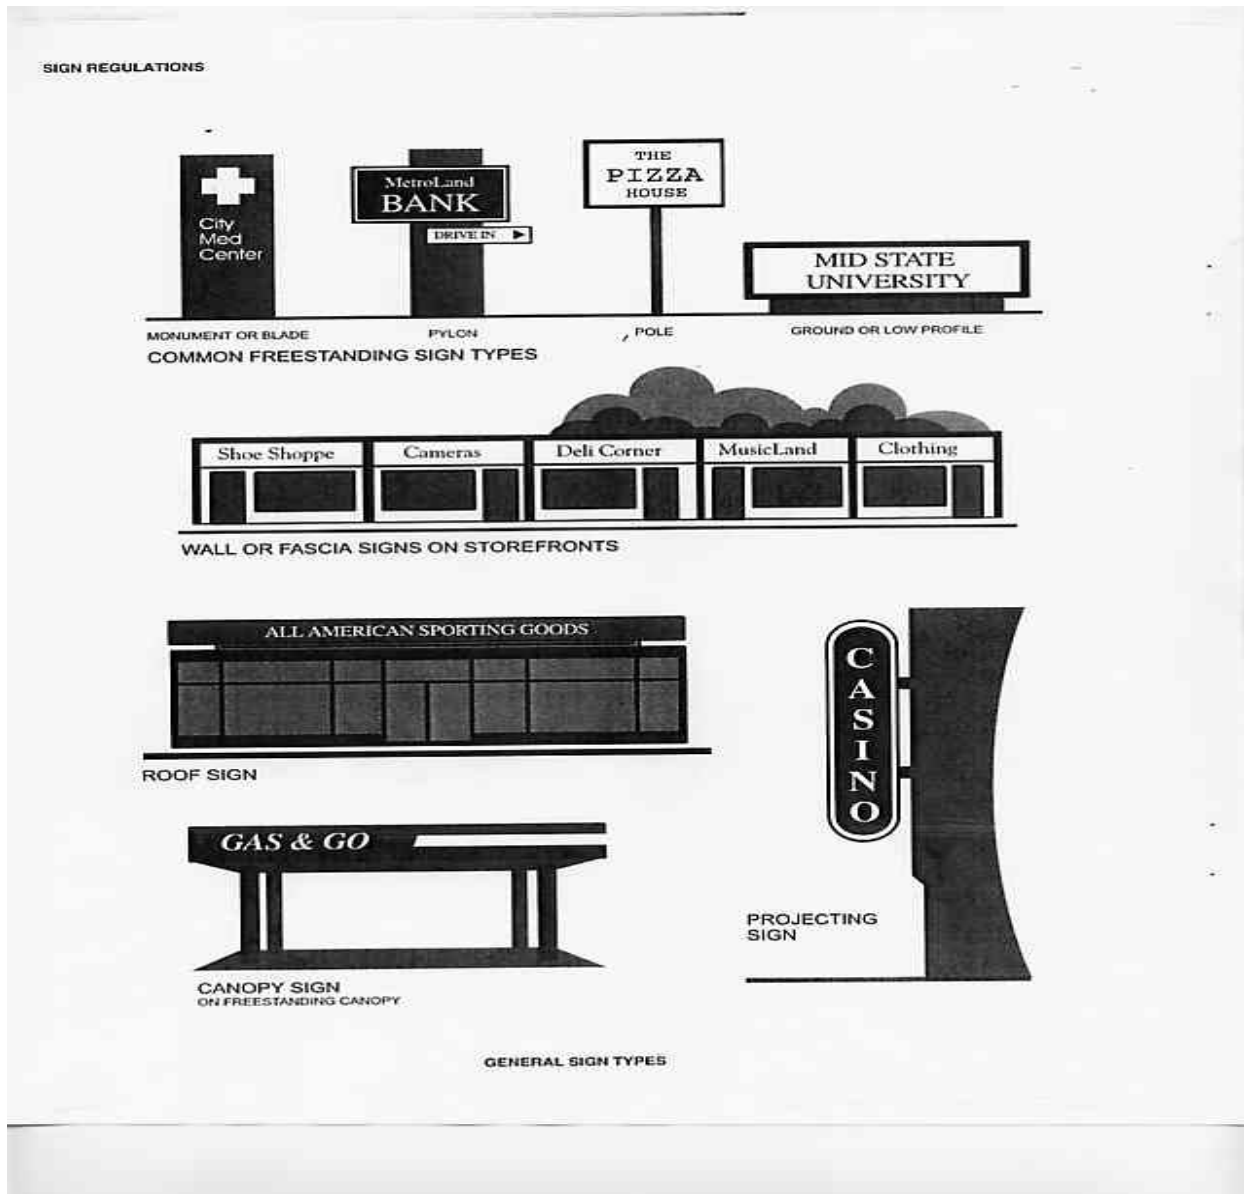 SIGN REGULATIONS
City
Med
Center
MetroLand
BANK
DRIVE IN
THE
PIZZA
HOUSE
MID STATE
UNIVERSITY
MONUMENT OR BLADE
PYLON
POLE
GROUND OR LOW PROFILE
COMMON FREESTANDING SIGN TYPES
Shoe Shoppe
Cameras
Deli Corner
MusicLand
Clothing
WALL OR FASCIA SIGNS ON STOREFRONTS
ALL AMERICAN SPORTING GOODS
ROOF SIGN
CASINO
GAS & GO
PROJECTING
SIGN
CANOPY SIGN
ON FREESTANDING CANOPY
GENERAL SIGN TYPES